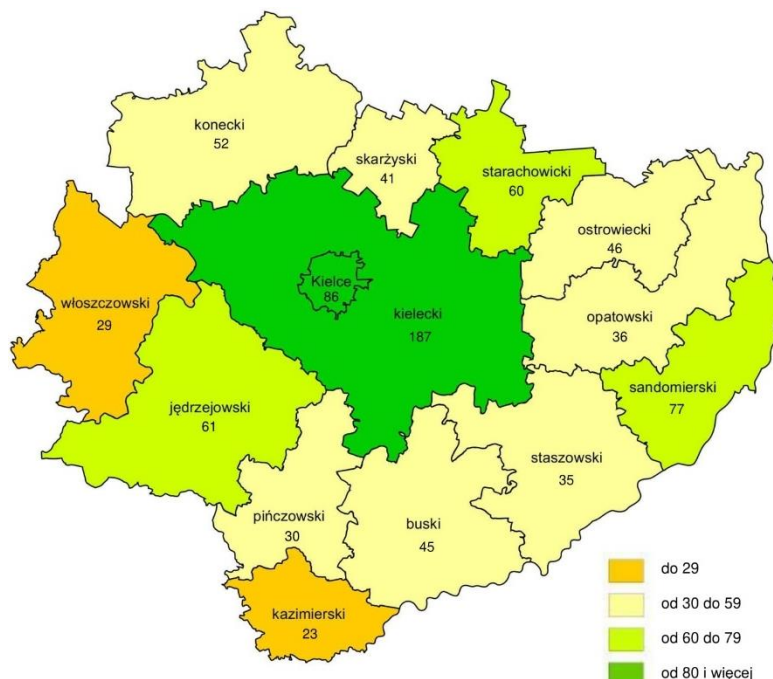 konecki
52
skarżyski
41
starachowicki
60
ostrowiecki
46
Kielce
86
włoszczowski
29
kielecki
187
opatowski
36
sandomierski
77
jędrzejowski
61
staszowski
35
pińczowski
30
buski
45
kazimierski
23
do 29
od 30 do 59
od 60 do 79
od 80 i więcej